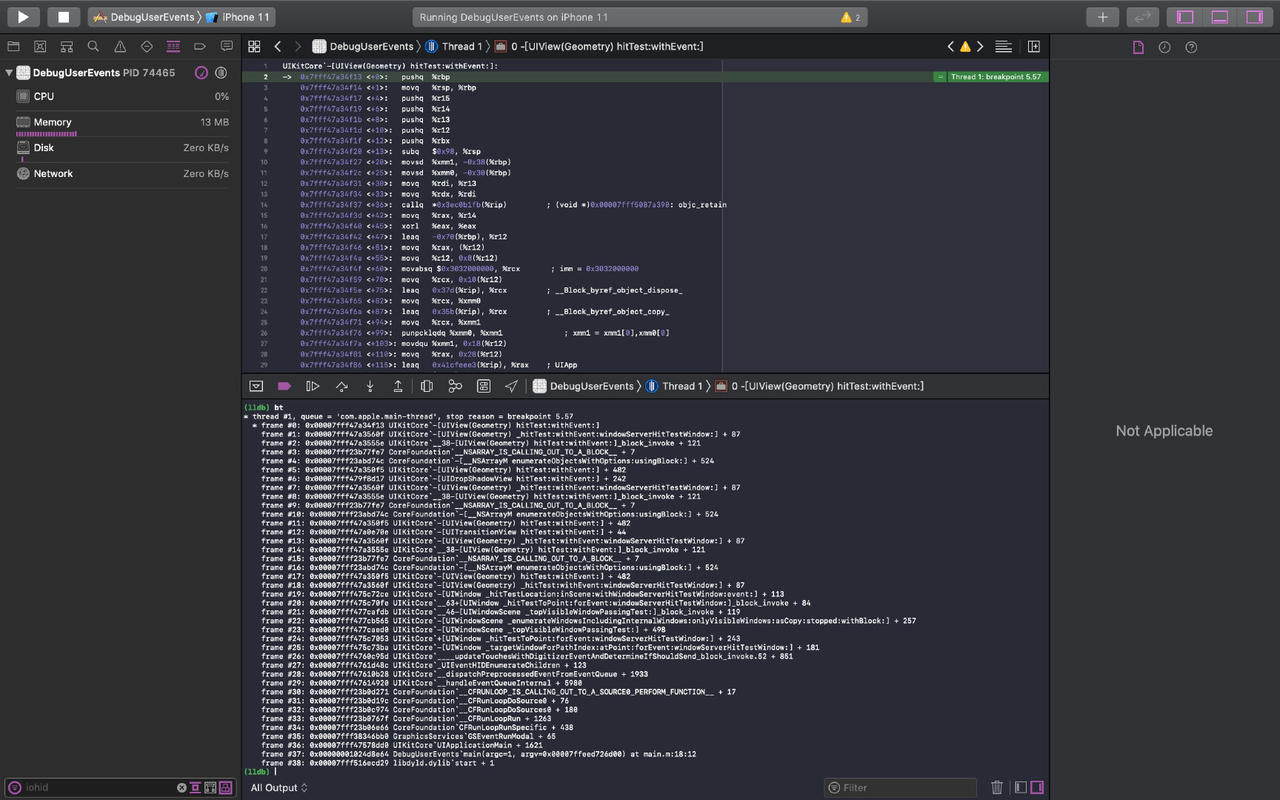 DebugUserEvents 〉 iPhone 11
Running DebugUserEvents on iPhone 11
2
DebugUserEvents 〉 Thread 1 〉 0 -[UIView(Geometry) hitTest:withEvent:]
DebugUserEvents PID 74465
CPU 0%
Memory 13 MB
Disk Zero KB/s
Network Zero KB/s
1 UIKitCore`-[UIView(Geometry) hitTest:withEvent:]:
2 -> 0x7fff47a34f13 <+0>: pushq %rbp
Thread 1: breakpoint 5.57
3 0x7fff47a34f14 <+1>: movq %rsp, %rbp
4 0x7fff47a34f17 <+4>: pushq %r15
5 0x7fff47a34f19 <+6>: pushq %r14
6 0x7fff47a34f1b <+8>: pushq %r13
7 0x7fff47a34f1d <+10>: pushq %r12
8 0x7fff47a34f1f <+12>: pushq %rbx
9 0x7fff47a34f20 <+13>: subq $0x98, %rsp
10 0x7fff47a34f27 <+20>: movsd %xmm1, -0x38(%rbp)
11 0x7fff47a34f2c <+25>: movsd %xmm0, -0x30(%rbp)
12 0x7fff47a34f31 <+30>: movq %rdi, %r13
13 0x7fff47a34f34 <+33>: movq %rdx, %rdi
14 0x7fff47a34f37 <+36>: callq *0x3ec0b1fb(%rip) ; (void *)0x00007fff5087a390: objc_retain
15 0x7fff47a34f3d <+42>: movq %rax, %r14
16 0x7fff47a34f40 <+45>: xorl %eax, %eax
17 0x7fff47a34f42 <+47>: leaq -0x70(%rbp), %r12
18 0x7fff47a34f46 <+51>: movq %rax, (%r12)
19 0x7fff47a34f4a <+55>: movq %r12, 0x8(%r12)
20 0x7fff47a34f4f <+60>: movabsq $0x3032000000, %rcx ; imm = 0x3032000000
21 0x7fff47a34f59 <+70>: movq %rcx, 0x10(%r12)
22 0x7fff47a34f5e <+75>: leaq 0x37d(%rip), %rcx ; __Block_byref_object_dispose_
23 0x7fff47a34f65 <+82>: movq %rcx, %xmm0
24 0x7fff47a34f6a <+87>: leaq 0x35b(%rip), %rcx ; __Block_byref_object_copy_
25 0x7fff47a34f71 <+94>: movq %rcx, %xmm1
26 0x7fff47a34f76 <+99>: punpcklqdq %xmm0, %xmm1 ; xmm1 = xmm1[0],xmm0[0]
27 0x7fff47a34f7a <+103>: movdqu %xmm1, 0x18(%r12)
28 0x7fff47a34f81 <+110>: movq %rax, 0x28(%r12)
29 0x7fff47a34f86 <+115>: leaq 0x41cfeee3(%rip), %rax ; UIApp
DebugUserEvents 〉 Thread 1 〉 0 -[UIView(Geometry) hitTest:withEvent:]
(lldb) bt
* thread #1, queue = 'com.apple.main-thread', stop reason = breakpoint 5.57
* frame #0: 0x00007fff47a34f13 UIKitCore`-[UIView(Geometry) hitTest:withEvent:]
frame #1: 0x00007fff47a3560f UIKitCore`-[UIView(Geometry) _hitTest:withEvent:windowServerHitTestWindow:] + 87
frame #2: 0x00007fff47a3555e UIKitCore`__38-[UIView(Geometry) hitTest:withEvent:]_block_invoke + 121
frame #3: 0x00007fff23b77fe7 CoreFoundation`__NSARRAY_IS_CALLING_OUT_TO_A_BLOCK__ + 7
frame #4: 0x00007fff23abd74c CoreFoundation`-[__NSArrayM enumerateObjectsWithOptions:usingBlock:] + 524
frame #5: 0x00007fff47a350f5 UIKitCore`-[UIView(Geometry) hitTest:withEvent:] + 482
frame #6: 0x00007fff479f8d17 UIKitCore`-[UIDropShadowView hitTest:withEvent:] + 242
frame #7: 0x00007fff47a3560f UIKitCore`-[UIView(Geometry) _hitTest:withEvent:windowServerHitTestWindow:] + 87
frame #8: 0x00007fff47a3555e UIKitCore`__38-[UIView(Geometry) hitTest:withEvent:]_block_invoke + 121
frame #9: 0x00007fff23b77fe7 CoreFoundation`__NSARRAY_IS_CALLING_OUT_TO_A_BLOCK__ + 7
frame #10: 0x00007fff23abd74c CoreFoundation`-[__NSArrayM enumerateObjectsWithOptions:usingBlock:] + 524
frame #11: 0x00007fff47a350f5 UIKitCore`-[UIView(Geometry) hitTest:withEvent:] + 482
frame #12: 0x00007fff47a0e70e UIKitCore`-[UITransitionView hitTest:withEvent:] + 44
frame #13: 0x00007fff47a3560f UIKitCore`-[UIView(Geometry) _hitTest:withEvent:windowServerHitTestWindow:] + 87
frame #14: 0x00007fff47a3555e UIKitCore`__38-[UIView(Geometry) hitTest:withEvent:]_block_invoke + 121
frame #15: 0x00007fff23b77fe7 CoreFoundation`__NSARRAY_IS_CALLING_OUT_TO_A_BLOCK__ + 7
frame #16: 0x00007fff23abd74c CoreFoundation`-[__NSArrayM enumerateObjectsWithOptions:usingBlock:] + 524
frame #17: 0x00007fff47a350f5 UIKitCore`-[UIView(Geometry) hitTest:withEvent:] + 482
frame #18: 0x00007fff47a3560f UIKitCore`-[UIView(Geometry) _hitTest:withEvent:windowServerHitTestWindow:] + 87
frame #19: 0x00007fff475c72ce UIKitCore`-[UIWindow _hitTestLocation:inScene:withWindowServerHitTestWindow:event:] + 113
frame #20: 0x00007fff475c70fe UIKitCore`__63+[UIWindow _hitTestToPoint:forEvent:windowServerHitTestWindow:]_block_invoke + 84
frame #21: 0x00007fff477cafdb UIKitCore`__46-[UIWindowScene _topVisibleWindowPassingTest:]_block_invoke + 119
frame #22: 0x00007fff477cb565 UIKitCore`-[UIWindowScene _enumerateWindowsIncludingInternalWindows:onlyVisibleWindows:asCopy:stopped:withBlock:] + 257
frame #23: 0x00007fff477caed0 UIKitCore`-[UIWindowScene _topVisibleWindowPassingTest:] + 498
frame #24: 0x00007fff475c7053 UIKitCore`+[UIWindow _hitTestToPoint:forEvent:windowServerHitTestWindow:] + 243
frame #25: 0x00007fff475c73ba UIKitCore`-[UIWindow _targetWindowForPathIndex:atPoint:forEvent:windowServerHitTestWindow:] + 181
frame #26: 0x00007fff4760c95d UIKitCore`____updateTouchesWithDigitizerEventAndDetermineIfShouldSend_block_invoke.52 + 851
frame #27: 0x00007fff4761d48c UIKitCore`_UIEventHIDEnumerateChildren + 123
frame #28: 0x00007fff47610b28 UIKitCore`__dispatchPreprocessedEventFromEventQueue + 1933
frame #29: 0x00007fff47614920 UIKitCore`__handleEventQueueInternal + 5980
frame #30: 0x00007fff23b0d271 CoreFoundation`__CFRUNLOOP_IS_CALLING_OUT_TO_A_SOURCE0_PERFORM_FUNCTION__ + 17
frame #31: 0x00007fff23b0d19c CoreFoundation`__CFRunLoopDoSource0 + 76
frame #32: 0x00007fff23b0c974 CoreFoundation`__CFRunLoopDoSources0 + 180
frame #33: 0x00007fff23b0767f CoreFoundation`__CFRunLoopRun + 1263
frame #34: 0x00007fff23b06e66 CoreFoundation`CFRunLoopRunSpecific + 438
frame #35: 0x00007fff38346bb0 GraphicsServices`GSEventRunModal + 65
frame #36: 0x00007fff47578dd0 UIKitCore`UIApplicationMain + 1621
frame #37: 0x00000001024d8e64 DebugUserEvents`main(argc=1, argv=0x00007ffeed726d00) at main.m:18:12
frame #38: 0x00007fff516ecd29 libdyld.dylib`start + 1
(lldb)
Not Applicable
iohid
All Output
Filter